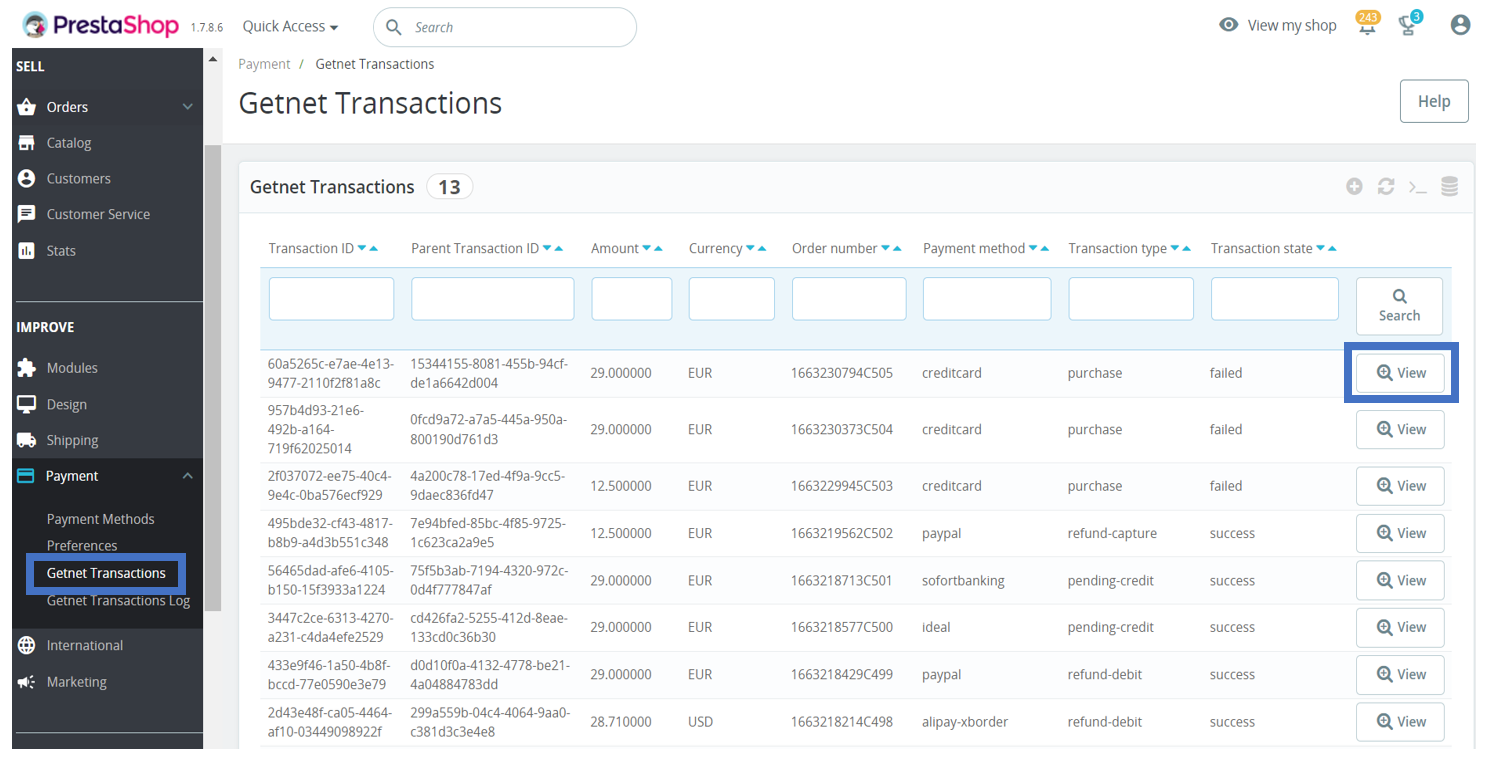 PrestaShop 1.7.8.6 Quick Access Search View my shop 243 3
SELL
Orders
Catalog
Customers
Customer Service
Stats
IMPROVE
Modules
Design
Shipping
Payment
Payment Methods
Preferences
Getnet Transactions
Getnet Transactions Log
International
Marketing
Payment / Getnet Transactions
Getnet Transactions
Help
Getnet Transactions 13
Transaction ID Parent Transaction ID Amount Currency Order number Payment method Transaction type Transaction state
Search
60a5265c-e7ae-4e13- 15344155-8081-455b-94cf-
9477-2110f2f81a8c de1a6642d004 29.000000 EUR 1663230794C505 creditcard purchase failed View
957b4d93-21e6-
492b-a164- 0fcd9a72-a7a5-445a-950a-
719f62025014 800190d761d3 29.000000 EUR 1663230373C504 creditcard purchase failed View
2f037072-ee75-40c4- 4a200c78-17ed-4f9a-9cc5-
9e4c-0ba576ecf929 9daec836fd47 12.500000 EUR 1663229945C503 creditcard purchase failed View
495bde32-cf43-4817- 7e94bfed-85bc-4f85-9725-
b8b9-a4d3b551c348 1c623ca2a9e5 12.500000 EUR 1663219562C502 paypal refund-capture success View
56465dad-afe6-4105- 75f5b3ab-7194-4320-972c-
b150-15f3933a1224 0d4f777847af 29.000000 EUR 1663218713C501 sofortbanking pending-credit success View
3447c2ce-6313-4270- cd426fa2-5255-412d-8eae-
a231-c4da4efe2529 133cd0c36b30 29.000000 EUR 1663218577C500 ideal pending-credit success View
433e9f46-1a50-4b8f- d0d10f0a-4132-4778-be21-
bccd-77e0590e3e79 4a04884783dd 29.000000 EUR 1663218429C499 paypal refund-debit success View
2d43e48f-ca05-4464- 299a559b-04c4-4064-9aa0-
af10-03449098922f c381d3c3e4e8 28.710000 USD 1663218214C498 alipay-xborder refund-debit success View